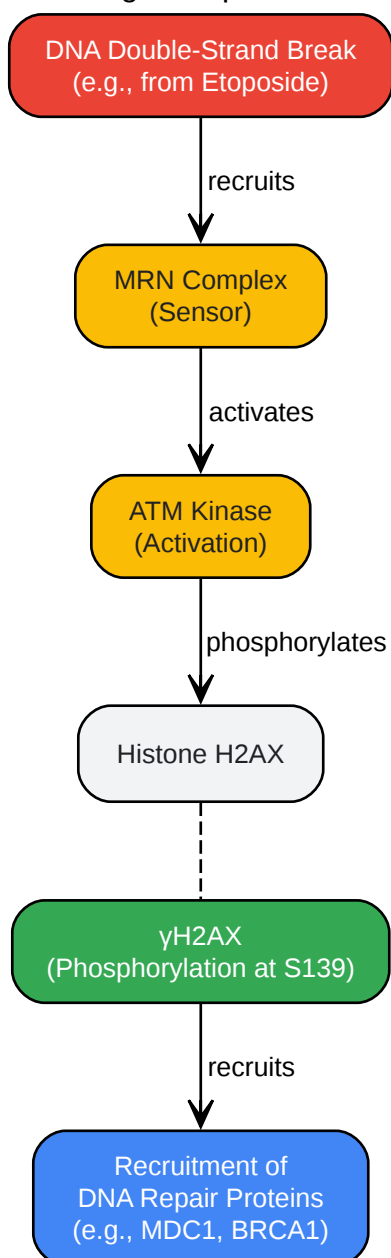 DNA Double-Strand Break
(e.g., from Etoposide)
recruits
MRN Complex
(Sensor)
activates
ATM Kinase
(Activation)
phosphorylates
Histone H2AX
γH2AX
(Phosphorylation at S139)
recruits
Recruitment of
DNA Repair Proteins
(e.g., MDC1, BRCA1)